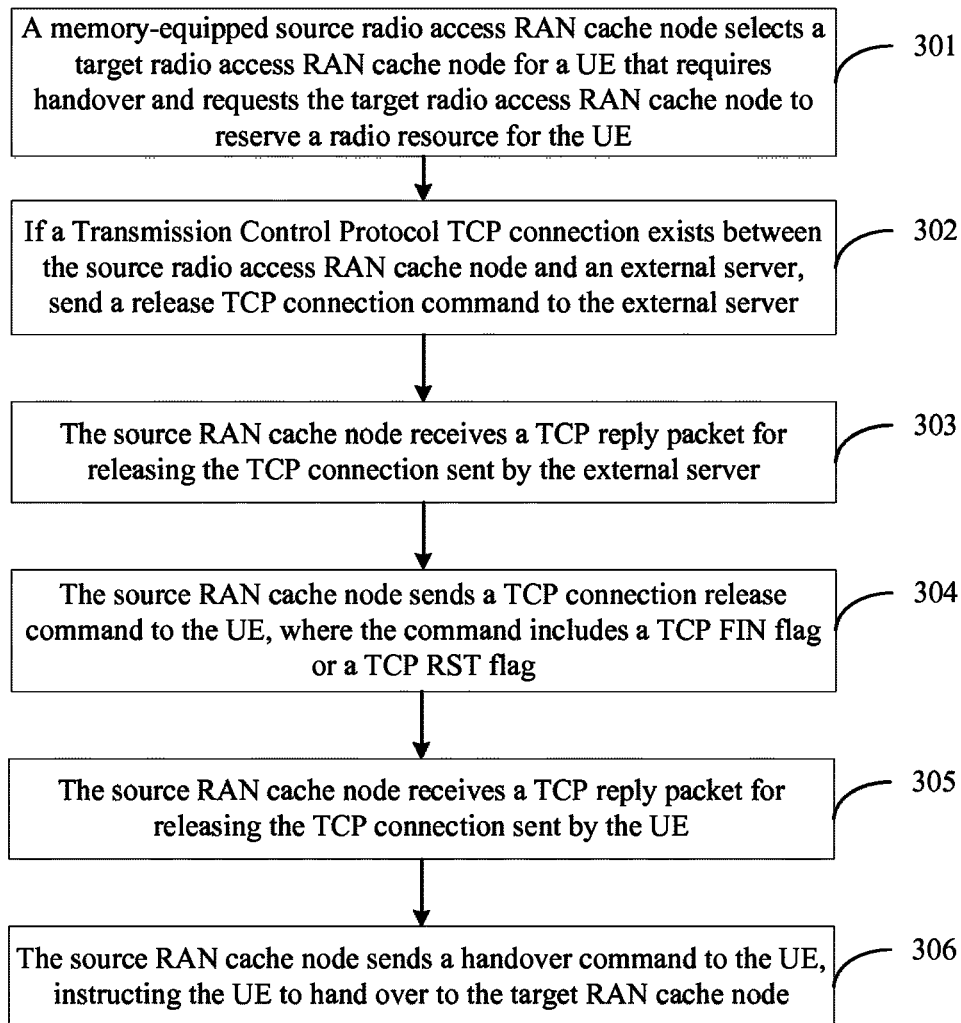 A memory-equipped source radio access RAN cache node selects a
target radio access RAN cache node for a UE that requires
handover and requests the target radio access RAN cache node to
reserve a radio resource for the UE
301
If a Transmission Control Protocol TCP connection exists between
the source radio access RAN cache node and an external server,
send a release TCP connection command to the external server
302
The source RAN cache node receives a TCP reply packet for
releasing the TCP connection sent by the external server
303
The source RAN cache node sends a TCP connection release
command to the UE, where the command includes a TCP FIN flag
or a TCP RST flag
304
The source RAN cache node receives a TCP reply packet for
releasing the TCP connection sent by the UE
305
The source RAN cache node sends a handover command to the UE,
instructing the UE to hand over to the target RAN cache node
306